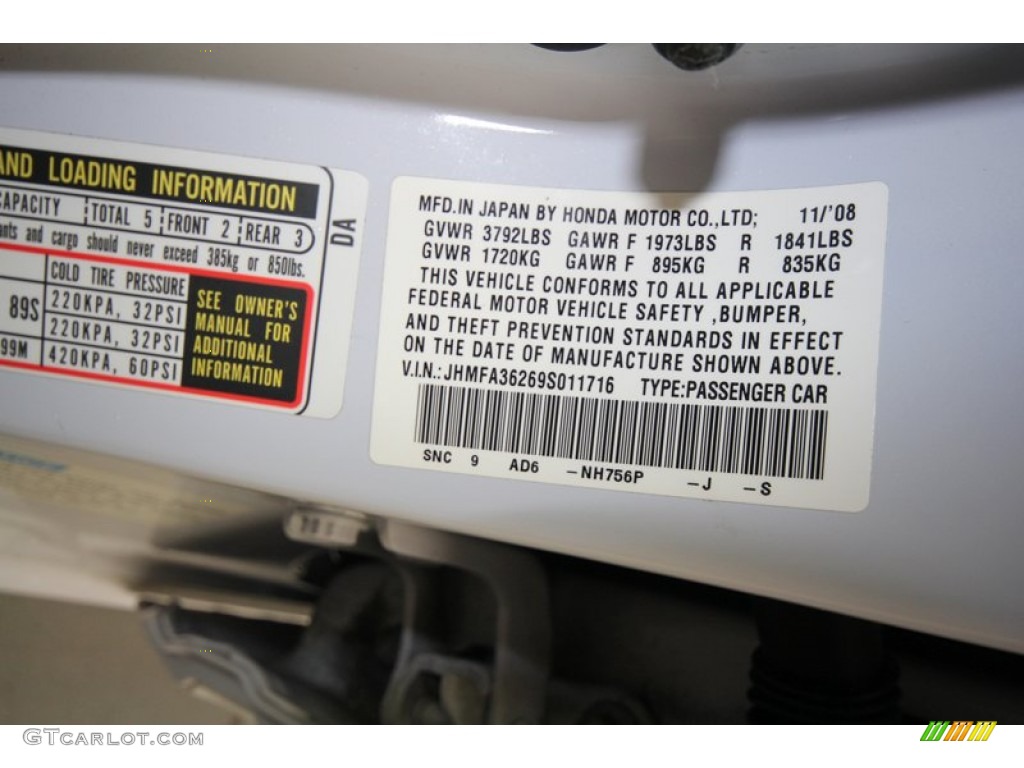 AND LOADING INFORMATION
CAPACITY TOTAL 5 FRONT 2 REAR 3
and cargo should never exceed 385kg or 850lbs.
COLD TIRE PRESSURE
89S 220KPA, 32PSI
220KPA, 32PSI
99M 420KPA, 60PSI
SEE OWNER'S
MANUAL FOR
ADDITIONAL
INFORMATION
DA
MFD.IN JAPAN BY HONDA MOTOR CO.,LTD; 11/'08
GVWR 3792LBS GAWR F 1973LBS R 1841LBS
GVWR 1720KG GAWR F 895KG R 835KG
THIS VEHICLE CONFORMS TO ALL APPLICABLE
FEDERAL MOTOR VEHICLE SAFETY ,BUMPER,
AND THEFT PREVENTION STANDARDS IN EFFECT
ON THE DATE OF MANUFACTURE SHOWN ABOVE.
V.I.N.: JHMFA36269S011716 TYPE:PASSENGER CAR
SNC 9 AD6 -NH756P -J -S
GTCARLOT.COM